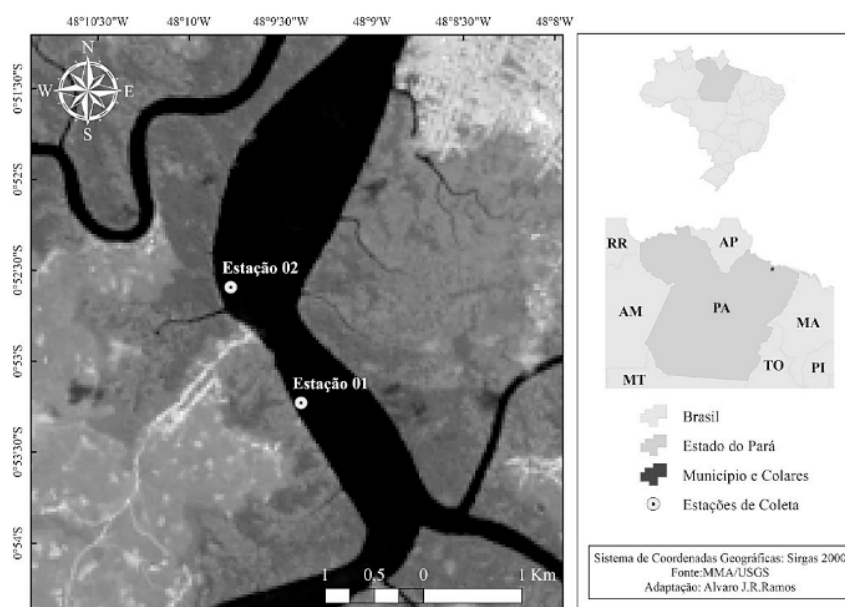 48°10'30"W 48°10'W 48°9'30"W 48°9'W 48°8'30"W 48°8'W
0°51'30"S
0°52'S
0°52'30"S
0°53'S
0°53'30"S
0°54'S
N
W E
S
Estação 02
Estação 01
1 0,5 0 1 Km
RR AP
AM PA MA
MT TO PI
Brasil
Estado do Pará
Município e Colares
Estações de Coleta
Sistema de Coordenadas Geográficas: Sirgas 2000
Fonte:MMA/USGS
Adaptação: Alvaro J.R.Ramos